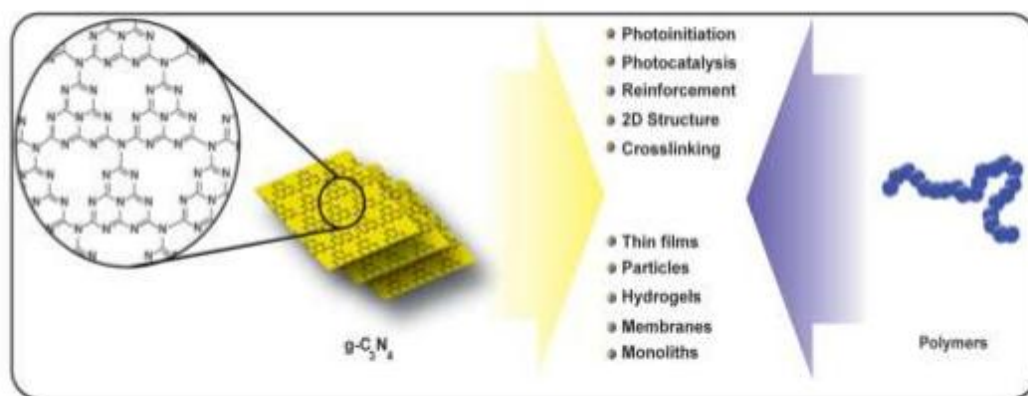 Photoinitiation
Photocatalysis
Reinforcement
2D Structure
Crosslinking
Thin films
Particles
Hydrogels
Membranes
Monoliths
g-C₃N₄
Polymers